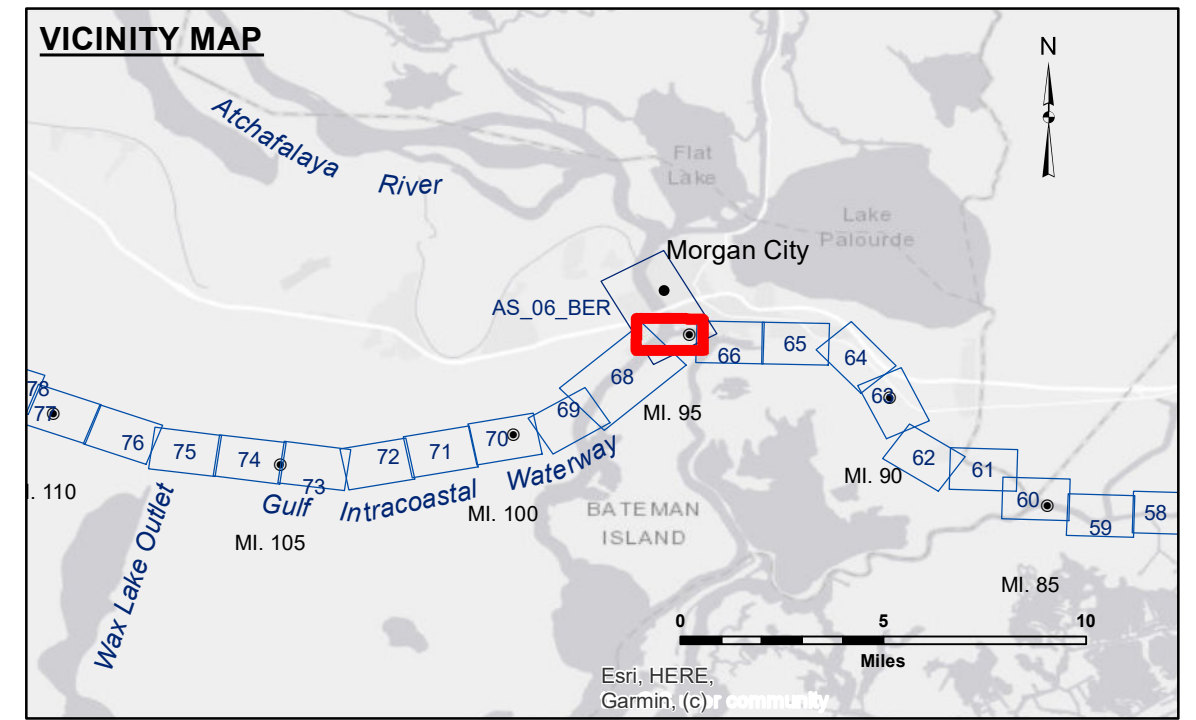 VICINITY MAP
N
Atchafalaya
River
Flat
Lake
Lake
Palourde
Morgan City
AS_06_BER
66
65
64
63
68
69
MI. 95
78
77
76
75
74
73
72
71
70
62
61
60
59
58
MI. 90
Waterway
Intracoastal
Gulf
I. 110
MI. 105
MI. 100
BATEMAN
ISLAND
Wax Lake Outlet
MI. 85
0
5
10
Miles
Esri, HERE,
Garmin, (c) r community